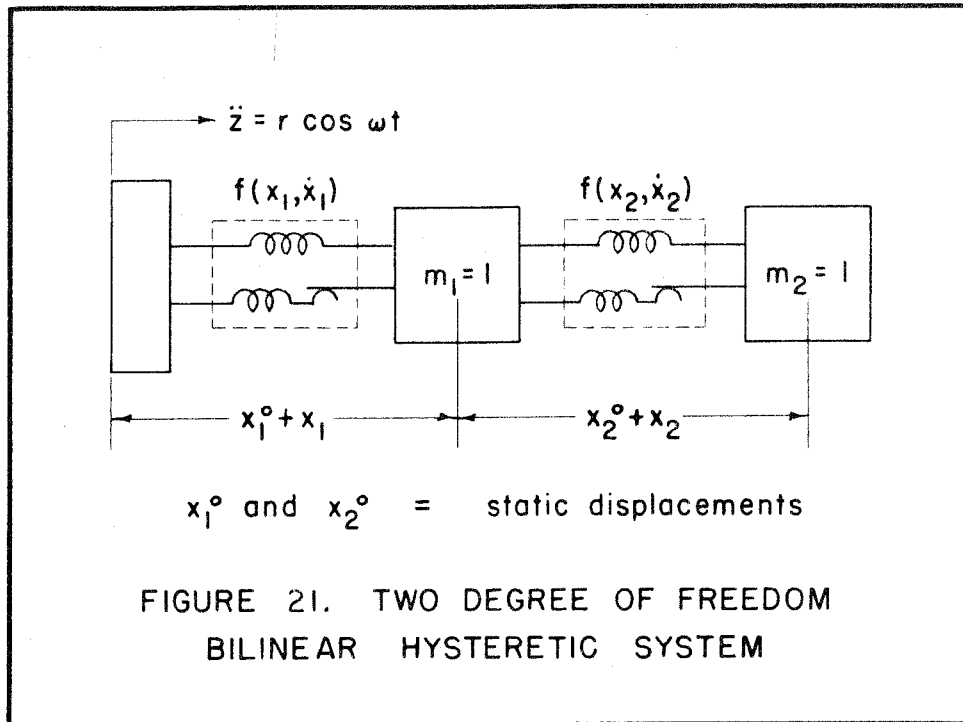 z̈ = r cos ωt
f(x₁,ẋ₁)
f(x₂,ẋ₂)
m₁ = 1
m₂ = 1
x₁° + x₁
x₂° + x₂
x₁° and x₂° = static displacements
FIGURE 21. TWO DEGREE OF FREEDOM
BILINEAR HYSTERETIC SYSTEM